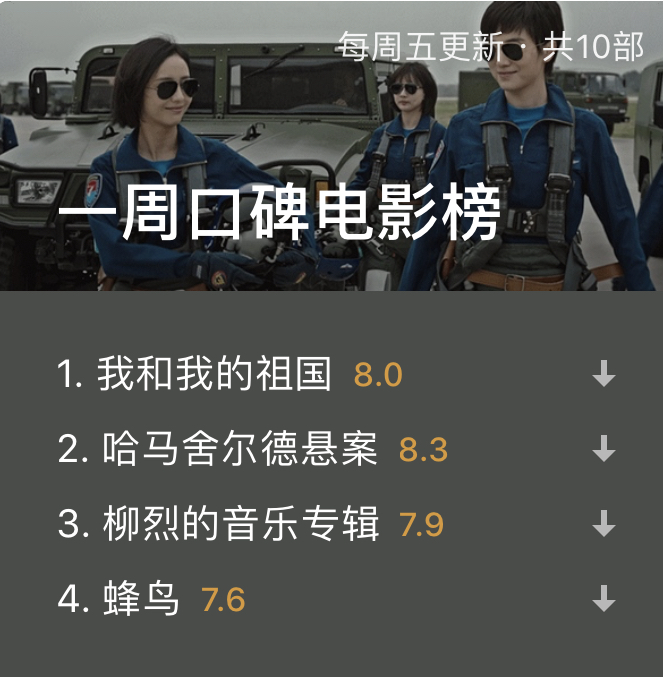 每周五更新 · 共10部
一周口碑电影榜
1. 我和我的祖国 8.0
2. 哈马舍尔德悬案 8.3
3. 柳烈的音乐专辑 7.9
4. 蜂鸟 7.6